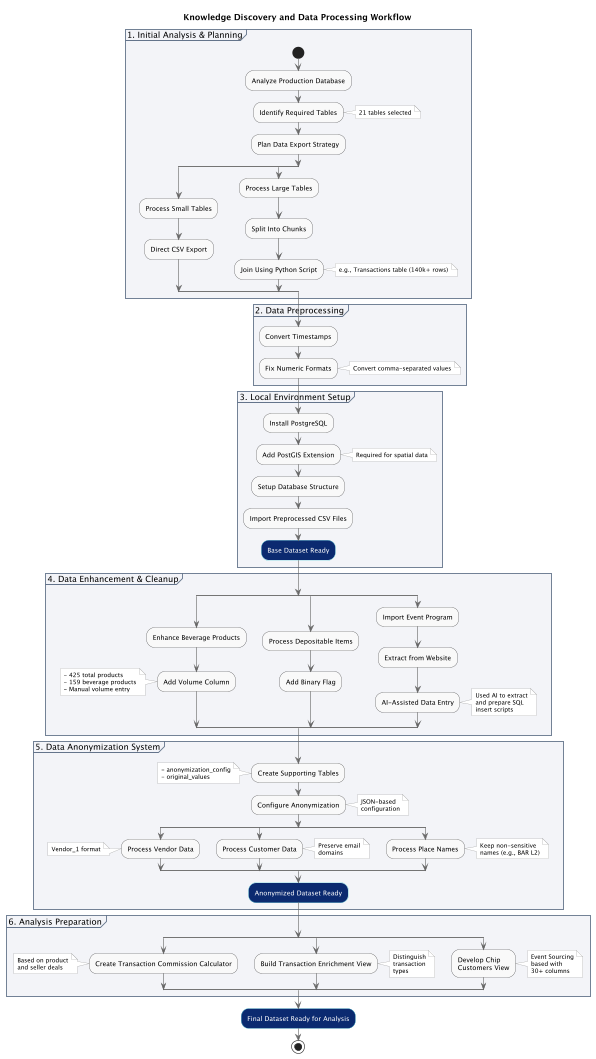 Knowledge Discovery and Data Processing Workflow
1. Initial Analysis & Planning
Analyze Production Database
Identify Required Tables
21 tables selected
Plan Data Export Strategy
Process Small Tables
Direct CSV Export
Process Large Tables
Split Into Chunks
Join Using Python Script
e.g., Transactions table (140k+ rows)
2. Data Preprocessing
Convert Timestamps
Fix Numeric Formats
Convert comma-separated values
3. Local Environment Setup
Install PostgreSQL
Add PostGIS Extension
Required for spatial data
Setup Database Structure
Import Preprocessed CSV Files
Base Dataset Ready
4. Data Enhancement & Cleanup
Enhance Beverage Products
- 425 total products
- 159 beverage products
- Manual volume entry
Add Volume Column
Process Depositable Items
Add Binary Flag
Import Event Program
Extract from Website
AI-Assisted Data Entry
Used AI to extract
and prepare SQL
insert scripts
5. Data Anonymization System
- anonymization_config
- original_values
Create Supporting Tables
Configure Anonymization
JSON-based
configuration
Vendor_1 format
Process Vendor Data
Process Customer Data
Preserve email
domains
Process Place Names
Keep non-sensitive
names (e.g., BAR L2)
Anonymized Dataset Ready
6. Analysis Preparation
Based on product
and seller deals
Create Transaction Commission Calculator
Build Transaction Enrichment View
Distinguish
transaction
types
Develop Chip
Customers View
Event Sourcing
based with
30+ columns
Final Dataset Ready for Analysis